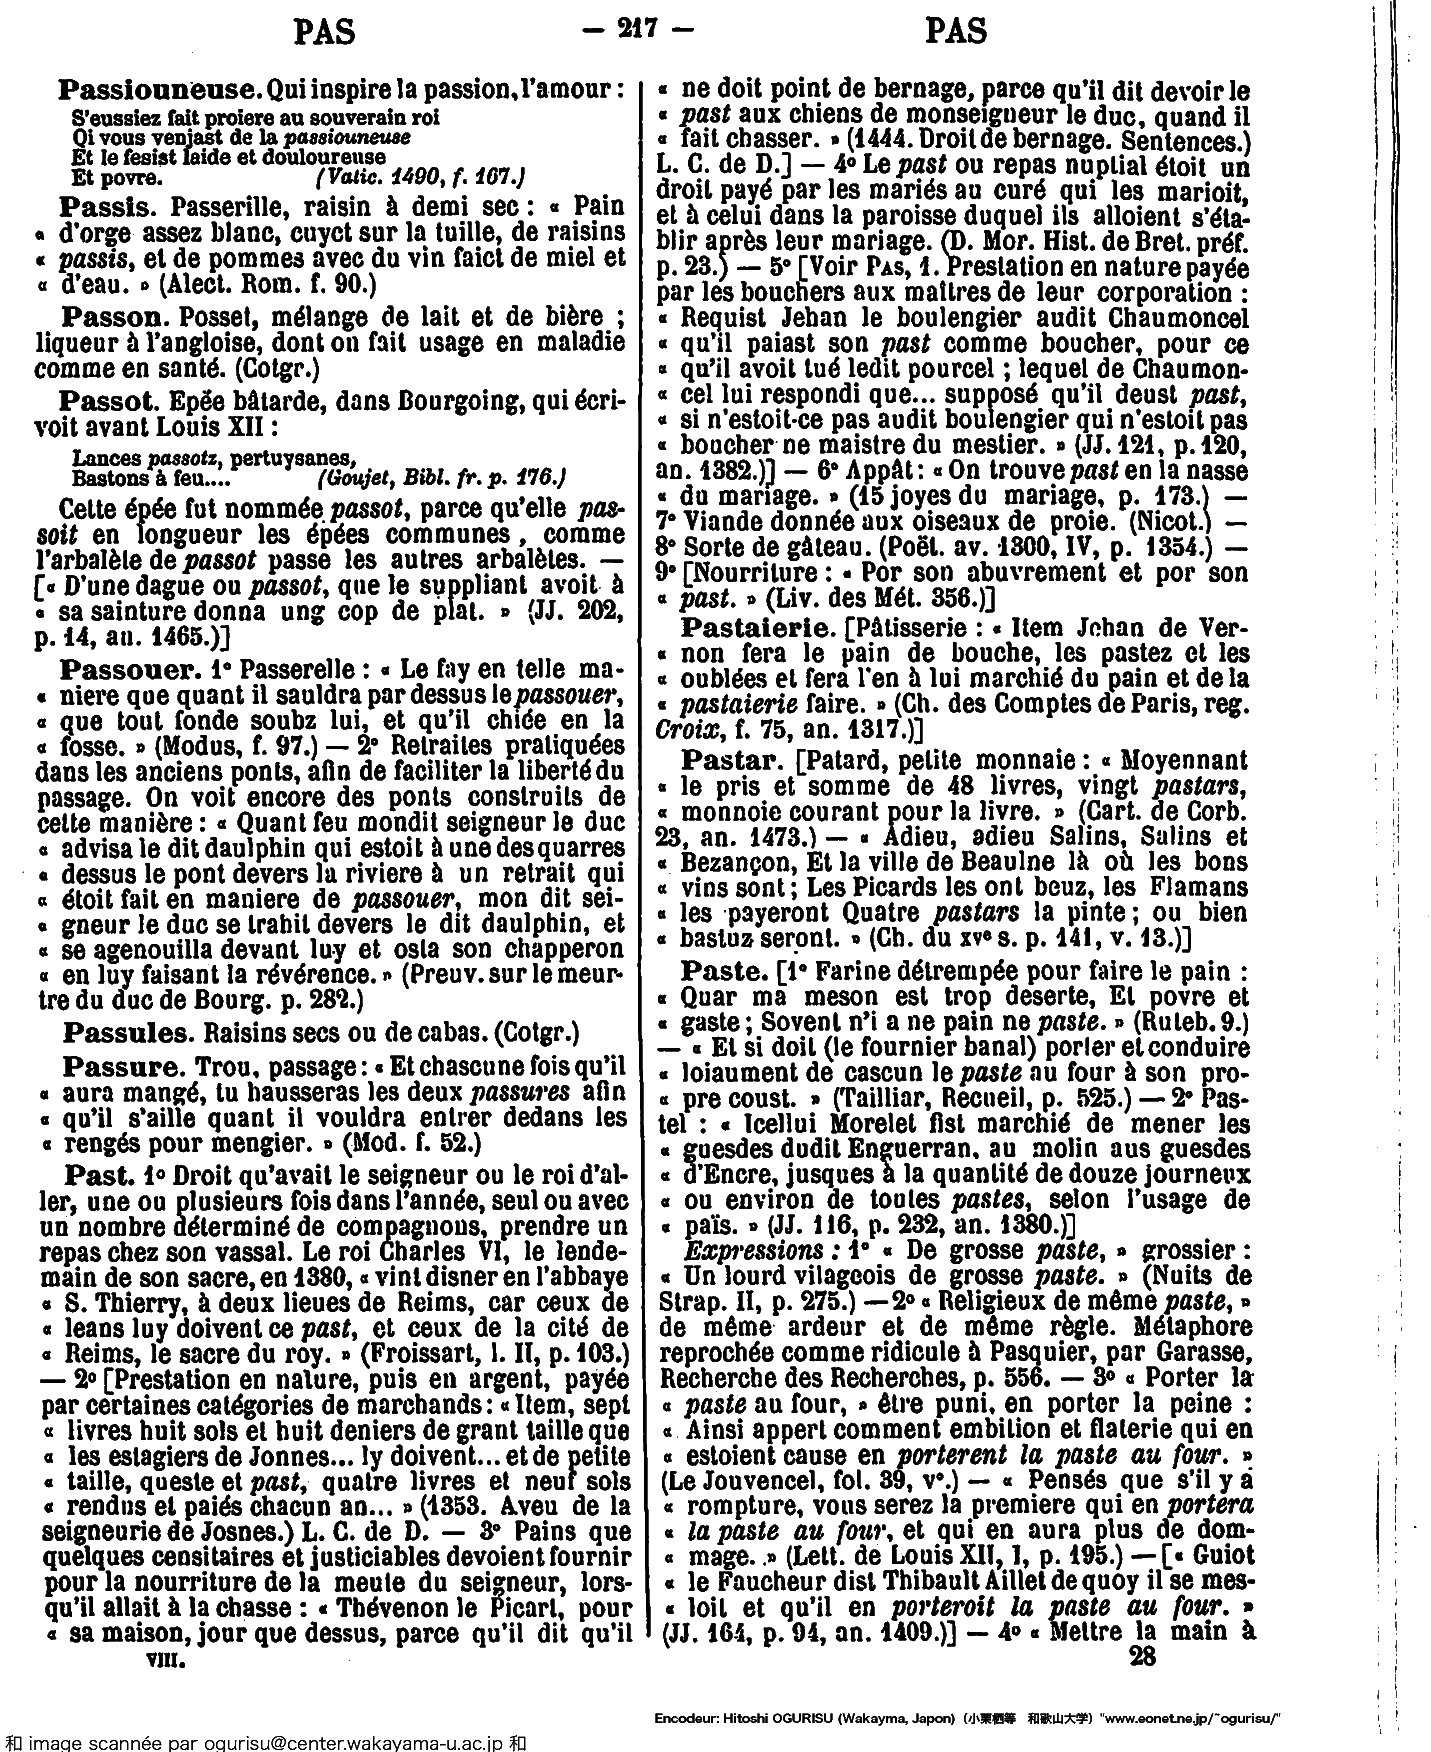 PAS
— 217 —
PAS
Passiouneuse. Qui inspire la passion, l'amour :
S'eussiez fait proiere au souverain roi
Qi vous venjast de la passiouneuse
Et le fesist laide et douloureuse
Et povre. (Vatic. 1490, f. 167.)
Passis. Passerille, raisin à demi sec : « Pain
« d'orge assez blanc, cuyct sur la tuille, de raisins
« passis, et de pommes avec du vin faict de miel et
« d'eau. » (Alect. Rom. f. 90.)
Passon. Posset, mélange de lait et de bière ;
liqueur à l'angloise, dont on fait usage en maladie
comme en santé. (Cotgr.)
Passot. Epée bâtarde, dans Bourgoing, qui écri-
voit avant Louis XII :
Lances passotz, pertuysanes,
Bastons à feu.... (Goujet, Bibl. fr. p. 176.)
Cette épée fut nommée passot, parce qu'elle pas-
soit en longueur les épées communes, comme
l'arbalète de passot passe les autres arbalètes. —
[« D'une dague ou passot, que le suppliant avoit à
« sa sainture donna ung cop de plat. » (JJ. 202,
p. 14, an. 1465.)]
Passouer. 1° Passerelle : « Le fay en telle ma-
« niere que quant il sauldra par dessus le passouer,
« que tout fonde soubz lui, et qu'il chiée en la
« fosse. » (Modus, f. 97.) — 2° Retraites pratiquées
dans les anciens ponts, afin de faciliter la liberté du
passage. On voit encore des ponts construits de
cette manière : « Quant feu mondit seigneur le duc
« advisa le dit daulphin qui estoit à une des quarres
« dessus le pont devers la riviere à un retrait qui
« étoit fait en maniere de passouer, mon dit sei-
« gneur le duc se trahit devers le dit daulphin, et
« se agenouilla devant luy et osta son chapperon
« en luy faisant la révérence. » (Preuv. sur le meur-
tre du duc de Bourg. p. 282.)
Passules. Raisins secs ou de cabas. (Cotgr.)
Passure. Trou, passage : « Et chascune fois qu'il
« aura mangé, tu hausseras les deux passures afin
« qu'il s'aille quant il vouldra entrer dedans les
« rengés pour mengier. » (Mod. f. 52.)
Past. 1° Droit qu'avait le seigneur ou le roi d'al-
ler, une ou plusieurs fois dans l'année, seul ou avec
un nombre déterminé de compagnons, prendre un
repas chez son vassal. Le roi Charles VI, le lende-
main de son sacre, en 1380, « vint disner en l'abbaye
« S. Thierry, à deux lieues de Reims, car ceux de
« leans luy doivent ce past, et ceux de la cité de
« Reims, le sacre du roy. » (Froissart, l. II, p. 103.)
— 2° [Prestation en nature, puis en argent, payée
par certaines catégories de marchands : « Item, sept
« livres huit sols et huit deniers de grant taille que
« les estagiers de Jonnes... ly doivent... et de petite
« taille, queste et past, quatre livres et neuf sols
« rendus et paiés chacun an... » (1353. Aveu de la
seigneurie de Josnes.) L. C. de D. — 3° Pains que
quelques censitaires et justiciables devoient fournir
pour la nourriture de la meute du seigneur, lors-
qu'il allait à la chasse : « Thévenon le Picart, pour
« sa maison, jour que dessus, parce qu'il dit qu'il
VIII.
« ne doit point de bernage, parce qu'il dit devoir le
« past aux chiens de monseigneur le duc, quand il
« fait chasser. » (1444. Droit de bernage. Sentences.)
L. C. de D.] — 4° Le past ou repas nuptial étoit un
droit payé par les mariés au curé qui les marioit,
et à celui dans la paroisse duquel ils alloient s'éta-
blir après leur mariage. (D. Mor. Hist. de Bret. préf.
p. 23.) — 5° [Voir PAS, 1. Prestation en nature payée
par les bouchers aux maîtres de leur corporation :
« Requist Jehan le boulengier audit Chaumoncel
« qu'il paiast son past comme boucher, pour ce
« qu'il avoit tué ledit pourcel ; lequel de Chaumon-
« cel lui respondi que... supposé qu'il deust past,
« si n'estoit-ce pas audit boulengier qui n'estoit pas
« boucher ne maistre du mestier. » (JJ. 121, p. 120,
an. 1382.)] — 6° Appât : « On trouve past en la nasse
« du mariage. » (15 joyes du mariage, p. 173.) —
7° Viande donnée aux oiseaux de proie. (Nicot.) —
8° Sorte de gâteau. (Poët. av. 1300, IV, p. 1354.) —
9° [Nourriture : « Por son abuvrement et por son
« past. » (Liv. des Mét. 356.)]
Pastaierie. [Pâtisserie : « Item Jehan de Ver-
« non fera le pain de bouche, les pastez et les
« oublées et fera l'en à lui marchié du pain et de la
« pastaierie faire. » (Ch. des Comptes de Paris, reg.
Croix, f. 75, an. 1317.)]
Pastar. [Patard, petite monnaie : « Moyennant
« le pris et somme de 48 livres, vingt pastars,
« monnoie courant pour la livre. » (Cart. de Corb.
23, an. 1473.) — « Adieu, adieu Salins, Salins et
« Bezançon, Et la ville de Beaulne là où les bons
« vins sont ; Les Picards les ont beuz, les Flamans
« les payeront Quatre pastars la pinte ; ou bien
« bastuz seront. » (Ch. du XVe s. p. 141, v. 13.)]
Paste. [1° Farine détrempée pour faire le pain :
« Quar ma meson est trop deserte, Et povre et
« gaste ; Sovent n'i a ne pain ne paste. » (Ruteb. 9.)
— « Et si doit (le fournier banal) porter et conduire
« loiaument de cascun le paste au four à son pro-
« pre coust. » (Tailliar, Recueil, p. 525.) — 2° Pas-
tel : « Icellui Morelet fist marchié de mener les
« guesdes dudit Enguerran, au molin aus guesdes
« d'Encre, jusques à la quantité de douze journeux
« ou environ de toutes pastes, selon l'usage de
« païs. » (JJ. 116, p. 232, an. 1380.)]
Expressions : 1° « De grosse paste, » grossier :
« Un lourd vilageois de grosse paste. » (Nuits de
Strap. II, p. 275.) — 2° « Religieux de même paste, »
de même ardeur et de même règle. Métaphore
reprochée comme ridicule à Pasquier, par Garasse,
Recherche des Recherches, p. 556. — 3° « Porter la
« paste au four, » être puni, en porter la peine :
« Ainsi appert comment embition et flaterie qui en
« estoient cause en porterent la paste au four. »
(Le Jouvencel, fol. 39, v°.) — « Pensés que s'il y a
« rompture, vous serez la premiere qui en portera
« la paste au four, et qui en aura plus de dom-
« mage. » (Lett. de Louis XII, I, p. 195.) — [« Guiot
« le Faucheur dist Thibault Aillet de quoy il se mes-
« loit et qu'il en porteroit la paste au four. »
(JJ. 164, p. 94, an. 1409.)] — 4° « Mettre la main à
28
Encodeur: Hitoshi OGURISU (Wakayma, Japon) (小栗栖等 和歌山大学) "www.eonet.ne.jp/~ogurisu/"
和 image scannée par ogurisu@center.wakayama-u.ac.jp 和